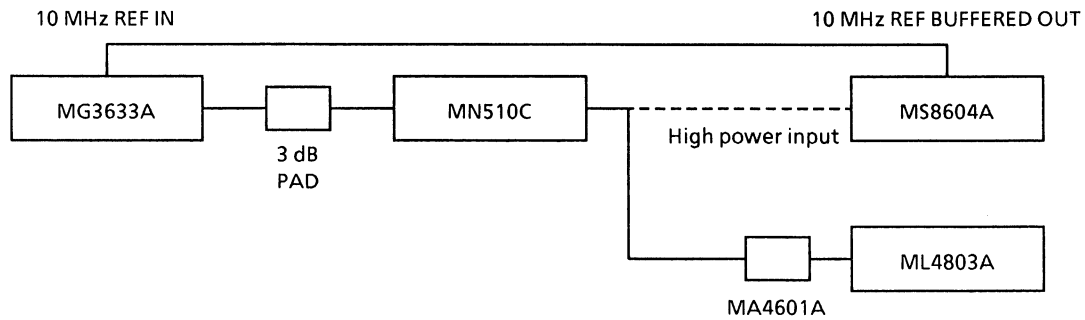 10 MHz REF IN
10 MHz REF BUFFERED OUT
MG3633A
MN510C
MS8604A
High power input
3 dB
PAD
ML4803A
MA4601A